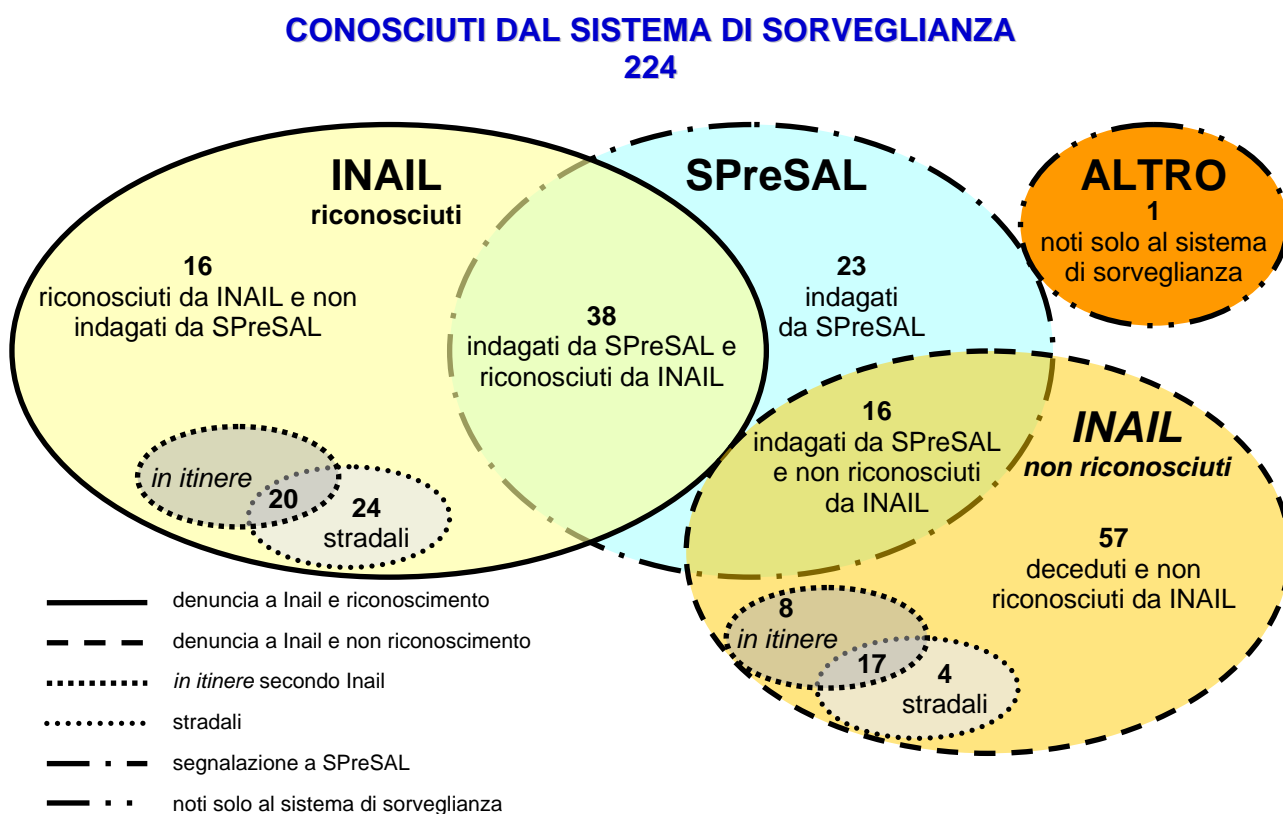 CONOSCIUTI DAL SISTEMA DI SORVEGLIANZA
224
INAIL
riconosciuti
16
riconosciuti da INAIL e non
indagati da SPreSAL
in itinere
20
24
stradali
38
indagati da SPreSAL e
riconosciuti da INAIL
SPreSAL
23
indagati
da SPreSAL
ALTRO
1
noti solo al sistema
di sorveglianza
16
indagati da SPreSAL
e non riconosciuti
da INAIL
INAIL
non riconosciuti
57
deceduti e non
riconosciuti da INAIL
8
in itinere
17
4
stradali
denuncia a Inail e riconoscimento
denuncia a Inail e non riconoscimento
in itinere secondo Inail
stradali
segnalazione a SPreSAL
noti solo al sistema di sorveglianza